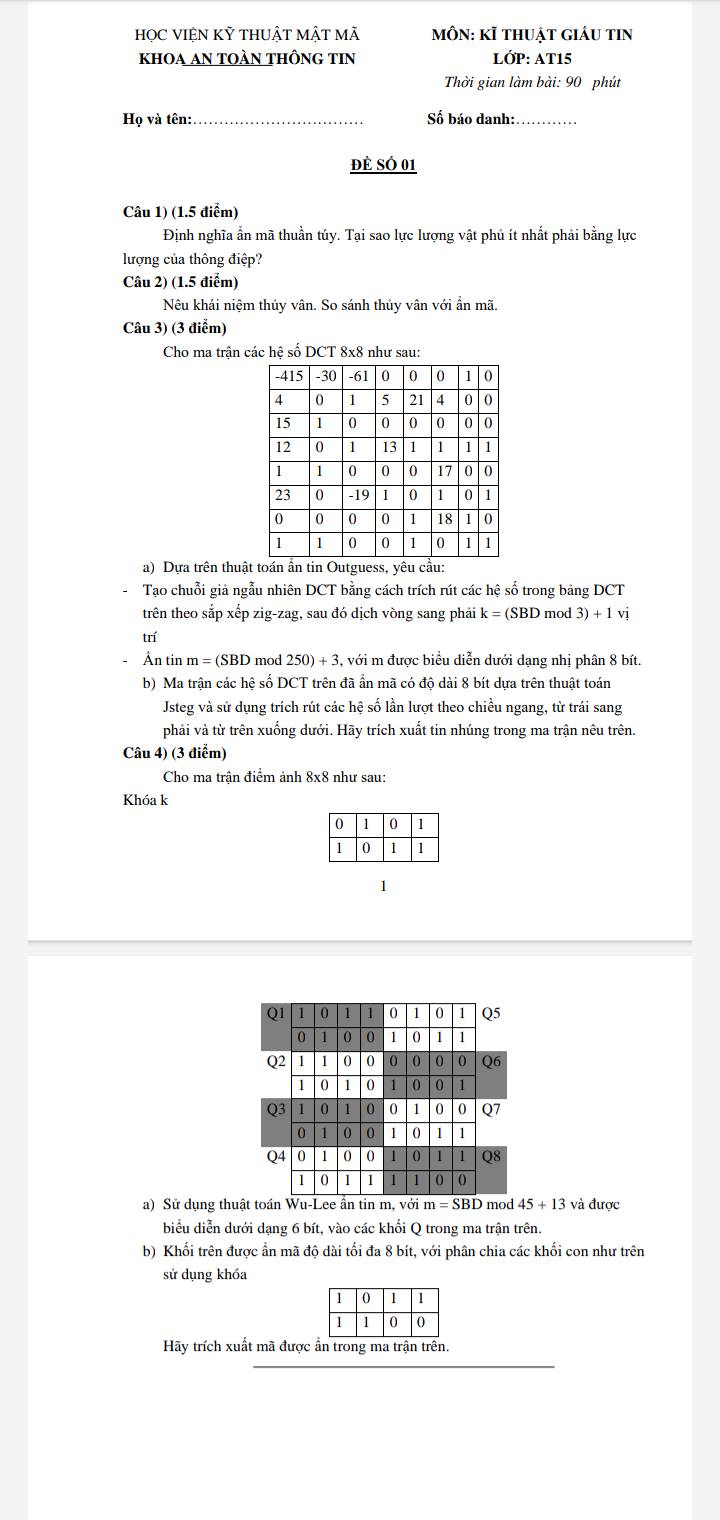 HỌC VIỆN KỸ THUẬT MẬT MÃ
KHOA AN TOÀN THÔNG TIN
MÔN: KĨ THUẬT GIẤU TIN
LỚP: AT15
Thời gian làm bài: 90 phút
Họ và tên:.................................
Số báo danh:............
ĐỀ SỐ 01
Câu 1) (1.5 điểm)
Định nghĩa ẩn mã thuần túy. Tại sao lực lượng vật phủ ít nhất phải bằng lực
lượng của thông điệp?
Câu 2) (1.5 điểm)
Nêu khái niệm thủy vân. So sánh thủy vân với ẩn mã.
Câu 3) (3 điểm)
Cho ma trận các hệ số DCT 8x8 như sau:
-415 -30 -61 0 0 0 1 0
4 0 1 5 21 4 0 0
15 1 0 0 0 0 0 0
12 0 1 13 1 1 1 1
1 1 0 0 0 17 0 0
23 0 -19 1 0 1 0 1
0 0 0 0 1 18 1 0
1 1 0 0 1 0 1 1
a) Dựa trên thuật toán ẩn tin Outguess, yêu cầu:
- Tạo chuỗi giả ngẫu nhiên DCT bằng cách trích rút các hệ số trong bảng DCT
trên theo sắp xếp zig-zag, sau đó dịch vòng sang phải k = (SBD mod 3) + 1 vị
trí
- Ẩn tin m = (SBD mod 250) + 3, với m được biểu diễn dưới dạng nhị phân 8 bít.
b) Ma trận các hệ số DCT trên đã ẩn mã có độ dài 8 bít dựa trên thuật toán
Jsteg và sử dụng trích rút các hệ số lần lượt theo chiều ngang, từ trái sang
phải và từ trên xuống dưới. Hãy trích xuất tin nhúng trong ma trận nêu trên.
Câu 4) (3 điểm)
Cho ma trận điểm ảnh 8x8 như sau:
Khóa k
0 1 0 1
1 0 1 1
1
Q1 1 0 1 1 0 1 0 1 Q5
0 1 0 0 1 0 1 1
Q2 1 1 0 0 0 0 0 0 Q6
1 0 1 0 1 0 0 1
Q3 1 0 1 0 0 1 0 0 Q7
0 1 0 0 1 0 1 1
Q4 0 1 0 0 1 0 1 1 Q8
1 0 1 1 1 1 0 0
a) Sử dụng thuật toán Wu-Lee ẩn tin m, với m = SBD mod 45 + 13 và được
biểu diễn dưới dạng 6 bít, vào các khối Q trong ma trận trên.
b) Khối trên được ẩn mã độ dài tối đa 8 bít, với phân chia các khối con như trên
sử dụng khóa
1 0 1 1
1 1 0 0
Hãy trích xuất mã được ẩn trong ma trận trên.